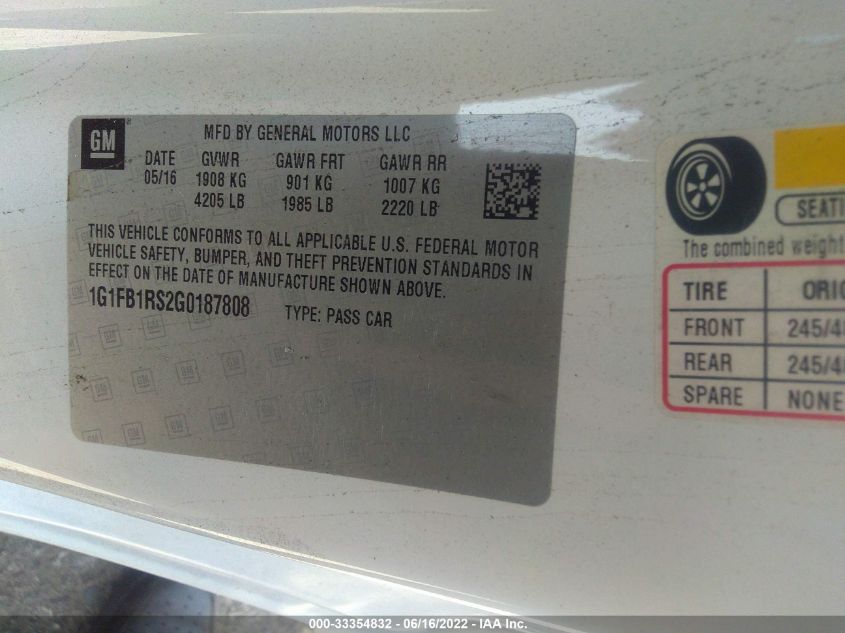 GM
MFD BY GENERAL MOTORS LLC
DATE GVWR GAWR FRT GAWR RR
05/16 1908 KG 901 KG 1007 KG
4205 LB 1985 LB 2220 LB
THIS VEHICLE CONFORMS TO ALL APPLICABLE U.S. FEDERAL MOTOR
VEHICLE SAFETY, BUMPER, AND THEFT PREVENTION STANDARDS IN
EFFECT ON THE DATE OF MANUFACTURE SHOWN ABOVE.
1G1FB1RS2G0187808 TYPE: PASS CAR
SEATI
The combined weight
TIRE ORIG
FRONT 245/4
REAR 245/4
SPARE NONE
000-33354832 - 06/16/2022 - IAA Inc.